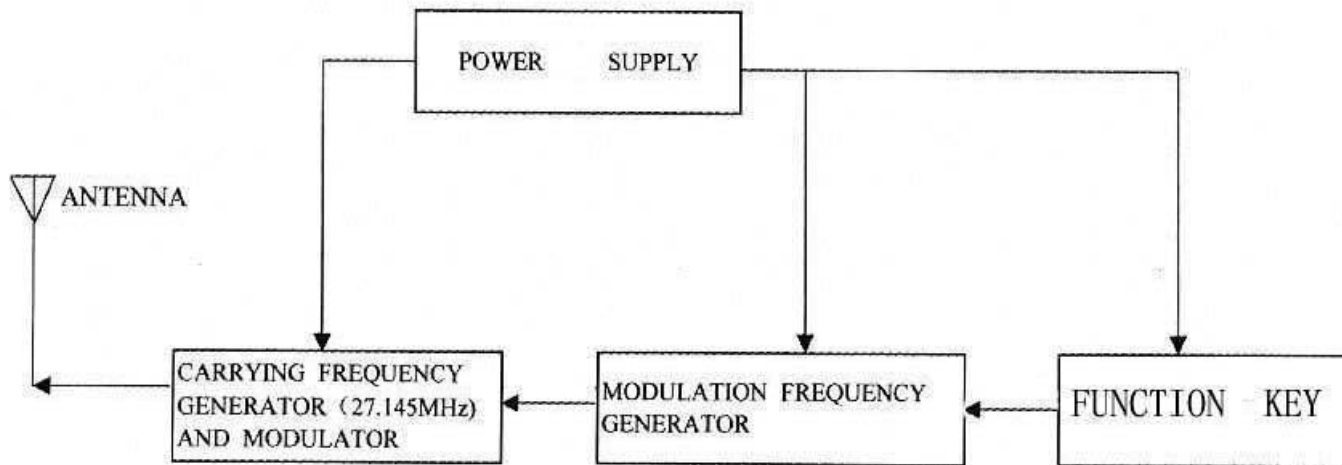 POWER SUPPLY
ANTENNA
CARRYING FREQUENCY
GENERATOR (27.145MHz)
AND MODULATOR
MODULATION FREQUENCY
GENERATOR
FUNCTION KEY